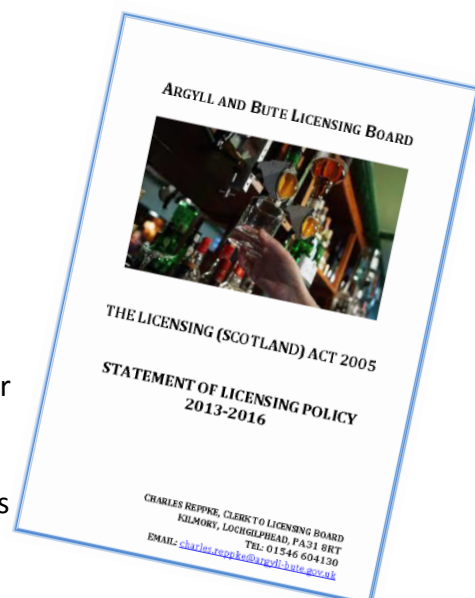 ARGYLL AND BUTE LICENSING BOARD
THE LICENSING (SCOTLAND) ACT 2005
STATEMENT OF LICENSING POLICY
2013-2016
CHARLES REPPKE, CLERK TO LICENSING BOARD
KILMORY, LOCHGILPHEAD, PA31 8RT
TEL: 01546 604130
EMAIL: charles.reppke@argyll-bute.gov.uk
r
s